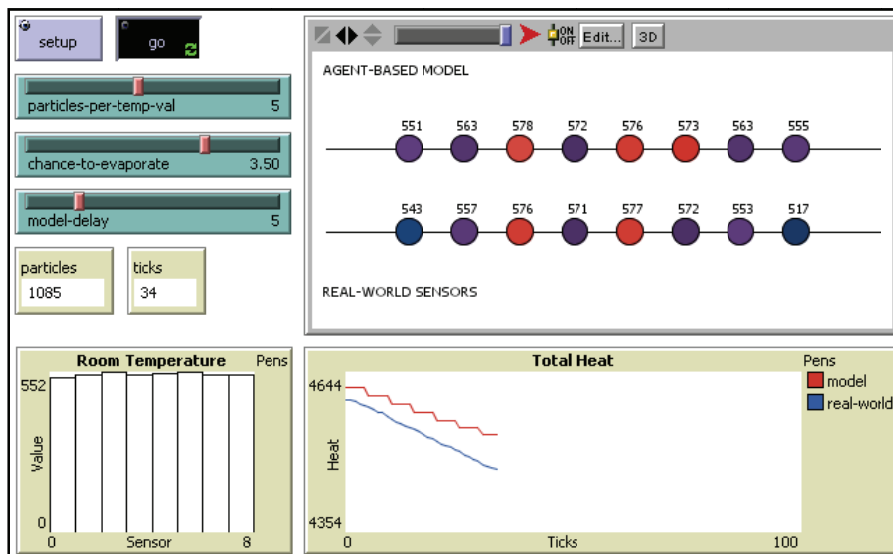 setup
go
particles-per-temp-val 5
chance-to-evaporate 3.50
model-delay 5
particles
1085
ticks
34
ON
OFF
Edit...
3D
AGENT-BASED MODEL
551 563 578 572 576 573 563 555
543 557 576 571 577 572 553 517
REAL-WORLD SENSORS
Room Temperature
Pens
552
Value
0
0 Sensor 8
Total Heat
Pens
model
real-world
4644
Heat
4354
0 Ticks 100